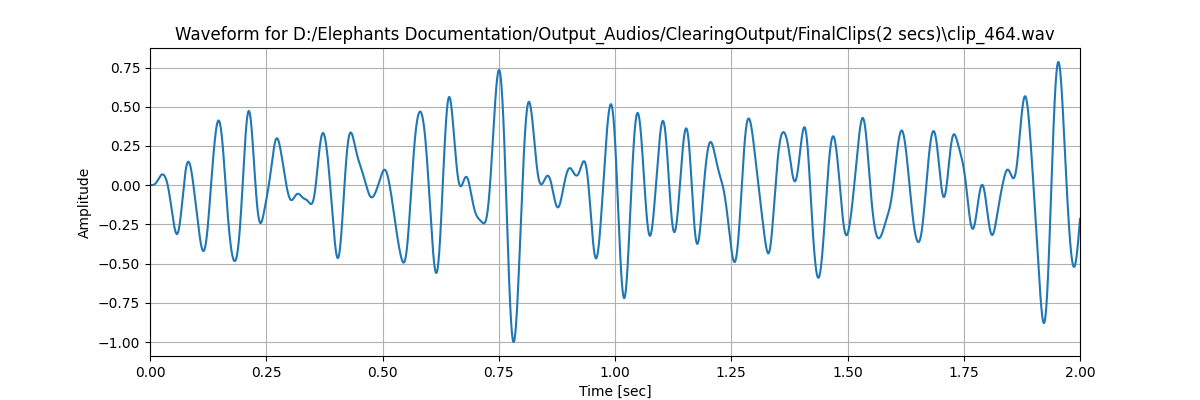 Waveform for D:/Elephants Documentation/Output_Audios/ClearingOutput/FinalClips(2 secs)\clip_464.wav
0.75
0.50
0.25
0.00
−0.25
−0.50
−0.75
−1.00
Amplitude
0.00 0.25 0.50 0.75 1.00 1.25 1.50 1.75 2.00
Time [sec]